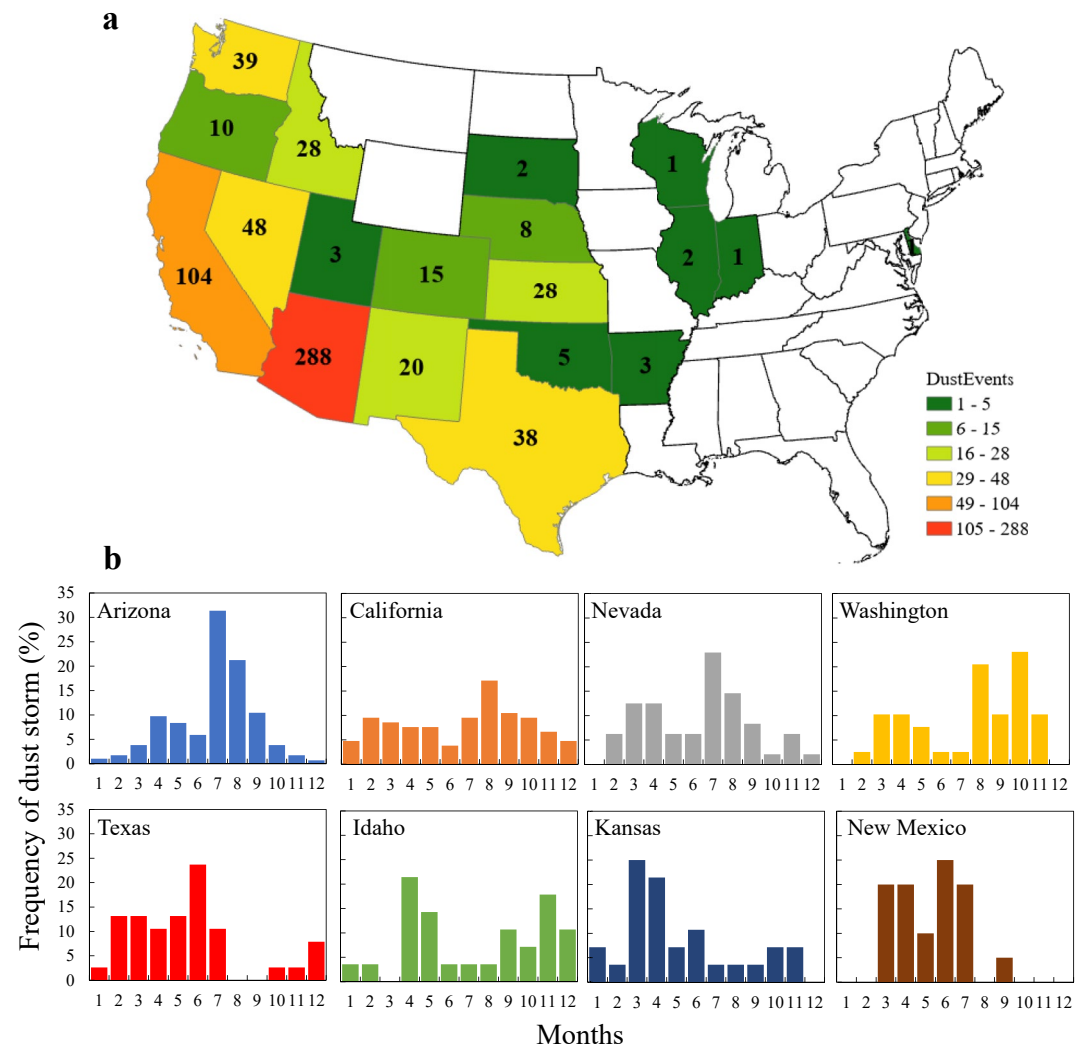 a
39
10
28
2
1
48
3
8
104
15
28
2
1
288
20
5
3
38
DustEvents
1 - 5
6 - 15
16 - 28
29 - 48
49 - 104
105 - 288
b
Frequency of dust storm (%)
35
30
25
20
15
10
5
0
Arizona
California
Nevada
Washington
1 2 3 4 5 6 7 8 9 10 11 12
1 2 3 4 5 6 7 8 9 10 11 12
1 2 3 4 5 6 7 8 9 10 11 12
1 2 3 4 5 6 7 8 9 10 11 12
35
30
25
20
15
10
5
0
Texas
Idaho
Kansas
New Mexico
1 2 3 4 5 6 7 8 9 10 11 12
1 2 3 4 5 6 7 8 9 10 11 12
1 2 3 4 5 6 7 8 9 10 11 12
1 2 3 4 5 6 7 8 9 10 11 12
Months